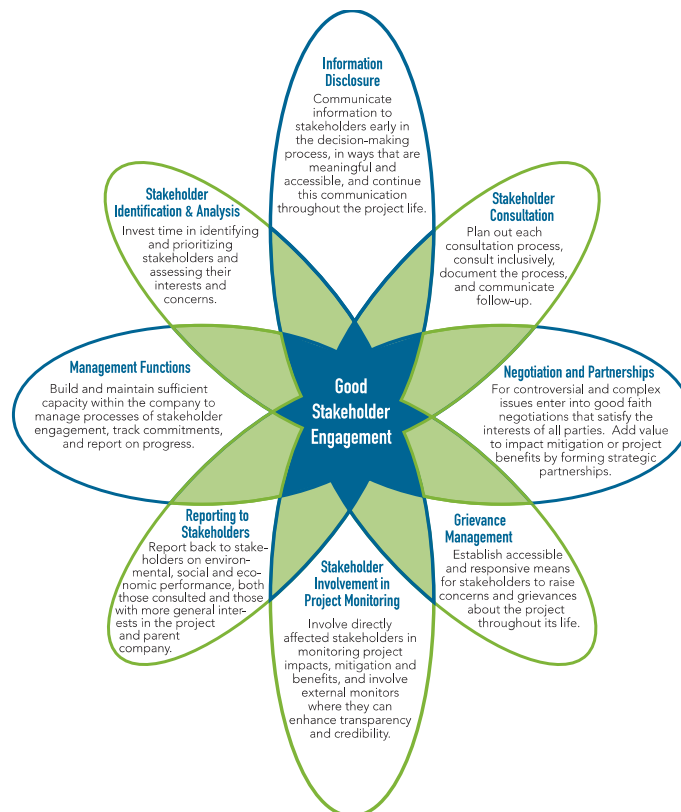 Information
Disclosure
Communicate
information to
stakeholders early in
the decision-making
process, in ways that are
meaningful and
accessible, and continue
this communication
throughout the project life.
Stakeholder
Identification & Analysis
Invest time in identifying
and prioritizing
stakeholders and
assessing their
interests and
concerns.
Stakeholder
Consultation
Plan out each
consultation process,
consult inclusively,
document the process,
and communicate
follow-up.
Management Functions
Build and maintain sufficient
capacity within the company to
manage processes of stakeholder
engagement, track commitments,
and report on progress.
Good
Stakeholder
Engagement
Negotiation and Partnerships
For controversial and complex
issues enter into good faith
negotiations that satisfy the
interests of all parties. Add value
to impact mitigation or project
benefits by forming strategic
partnerships.
Reporting to
Stakeholders
Report back to stake-
holders on environ-
mental, social and eco-
nomic performance, both
those consulted and those
with more general inter-
ests in the project
and parent
company.
Stakeholder
Involvement in
Project Monitoring
Involve directly
affected stakeholders in
monitoring project
impacts, mitigation and
benefits, and involve
external monitors
where they can
enhance transparency
and credibility.
Grievance
Management
Establish accessible
and responsive means
for stakeholders to raise
concerns and grievances
about the project
throughout its life.